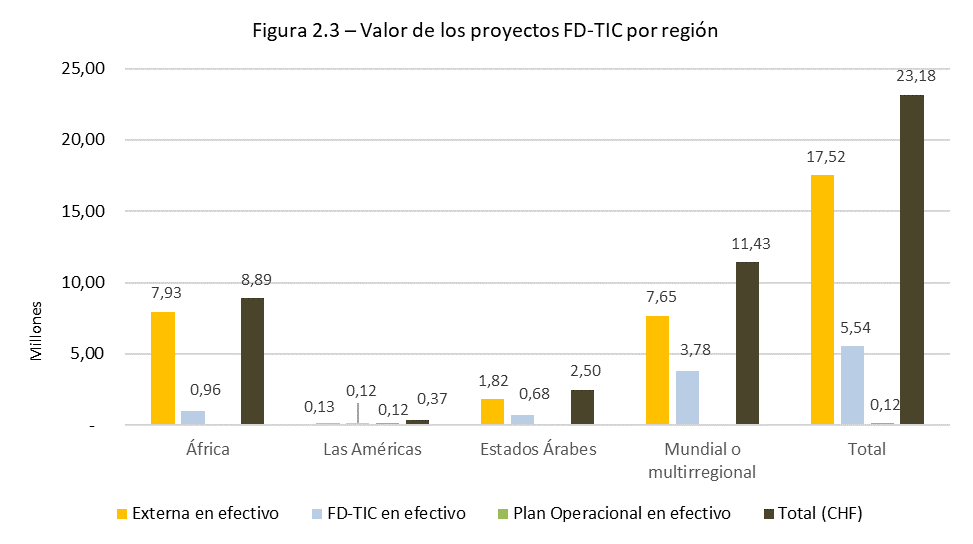 Figura 2.3 – Valor de los proyectos FD-TIC por región
25,00
20,00
15,00
10,00
5,00
-
Millones
7,93
0,96
8,89
0,13
0,12
0,12
0,37
1,82
0,68
2,50
7,65
3,78
11,43
17,52
5,54
0,12
23,18
África
Las Américas
Estados Árabes
Mundial o
multirregional
Total
Externa en efectivo
FD-TIC en efectivo
Plan Operacional en efectivo
Total (CHF)